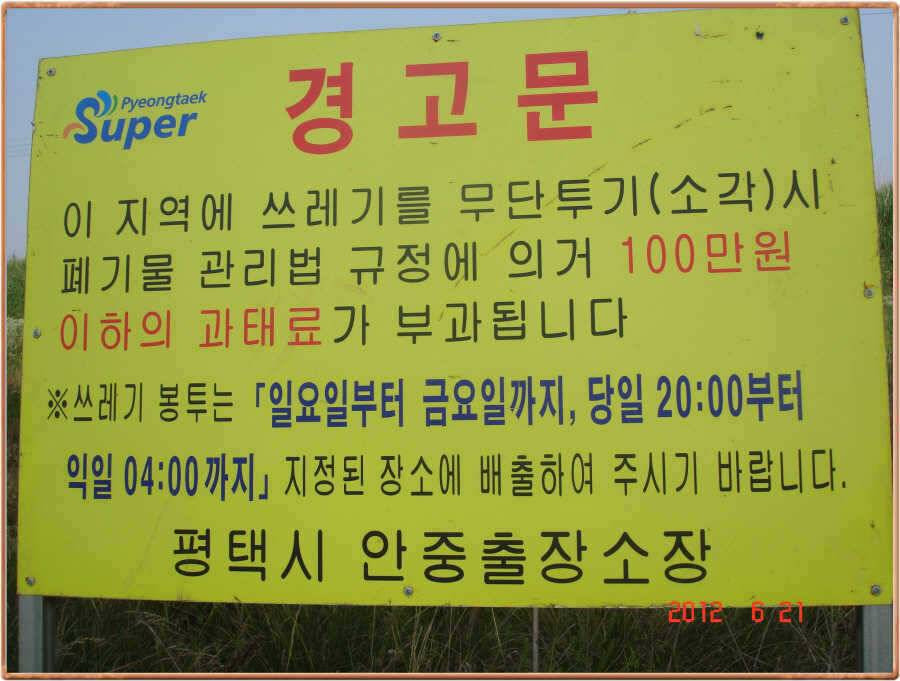 Pyeongtaek
Super
경고문
이 지역에 쓰레기를 무단투기(소각)시
폐기물 관리법 규정에 의거 100만원
이하의 과태료가 부과됩니다
※쓰레기 봉투는 「일요일부터 금요일까지, 당일 20:00부터
익일 04:00까지」 지정된 장소에 배출하여 주시기 바랍니다.
평택시 안중출장소장
2012 6 21